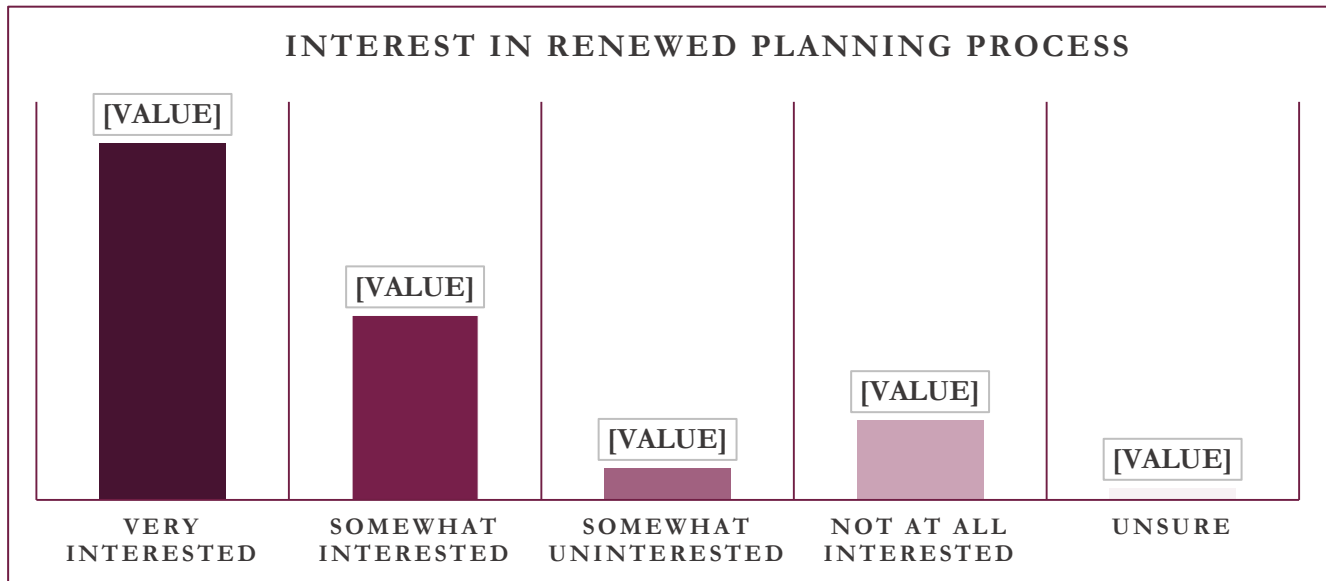 INTEREST IN RENEWED PLANNING PROCESS
[VALUE]
[VALUE]
[VALUE]
[VALUE]
[VALUE]
VERY
INTERESTED
SOMEWHAT
INTERESTED
SOMEWHAT
UNINTERESTED
NOT AT ALL
INTERESTED
UNSURE